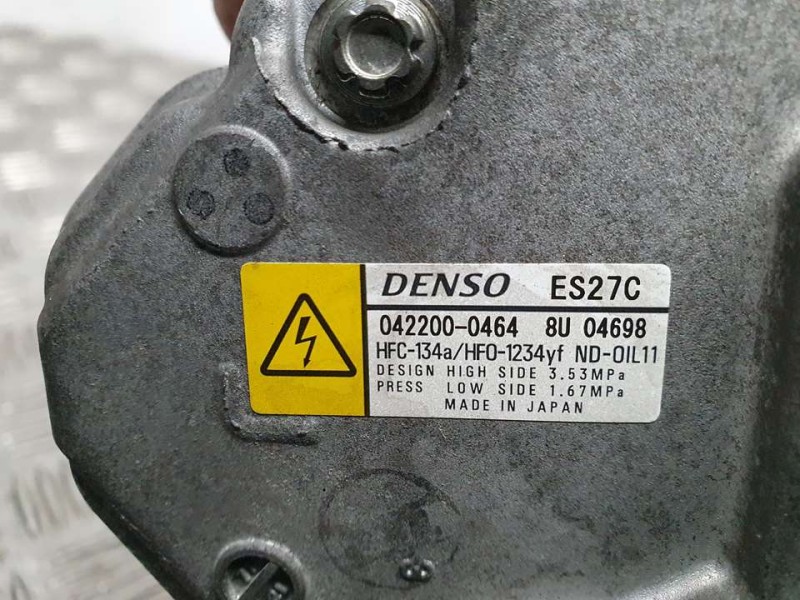 DENSO ES27C
042200-0464 8U 04698
HFC-134a/HFO-1234yf ND-OIL11
DESIGN HIGH SIDE 3.53MPa
PRESS LOW SIDE 1.67MPa
MADE IN JAPAN